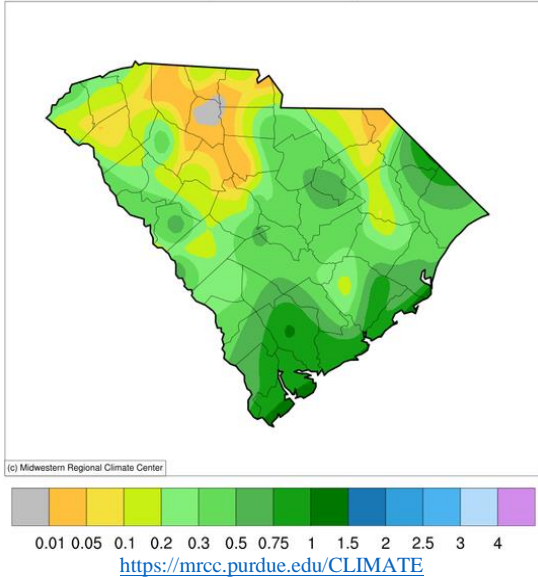 (c) Midwestern Regional Climate Center
0.01 0.05 0.1 0.2 0.3 0.5 0.75 1 1.5 2 2.5 3 4
https://mrcc.purdue.edu/CLIMATE